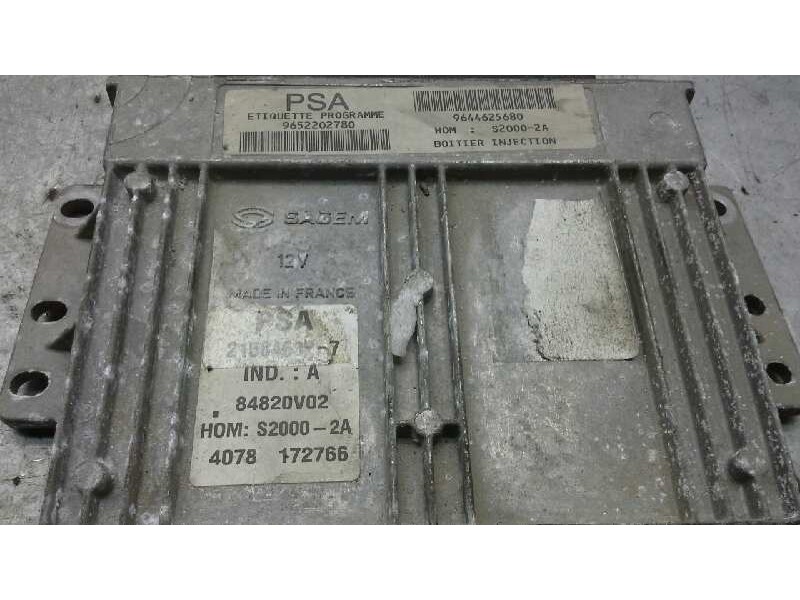 PSA
ETIQUETTE PROGRAMME
9652202780
9644625680
HOM : S2000-2A
BOITIER INJECTION
SAGEM
12V
MADE IN FRANCE
PSA
IND. : A
84820V02
HOM: S2000-2A
4078 172766